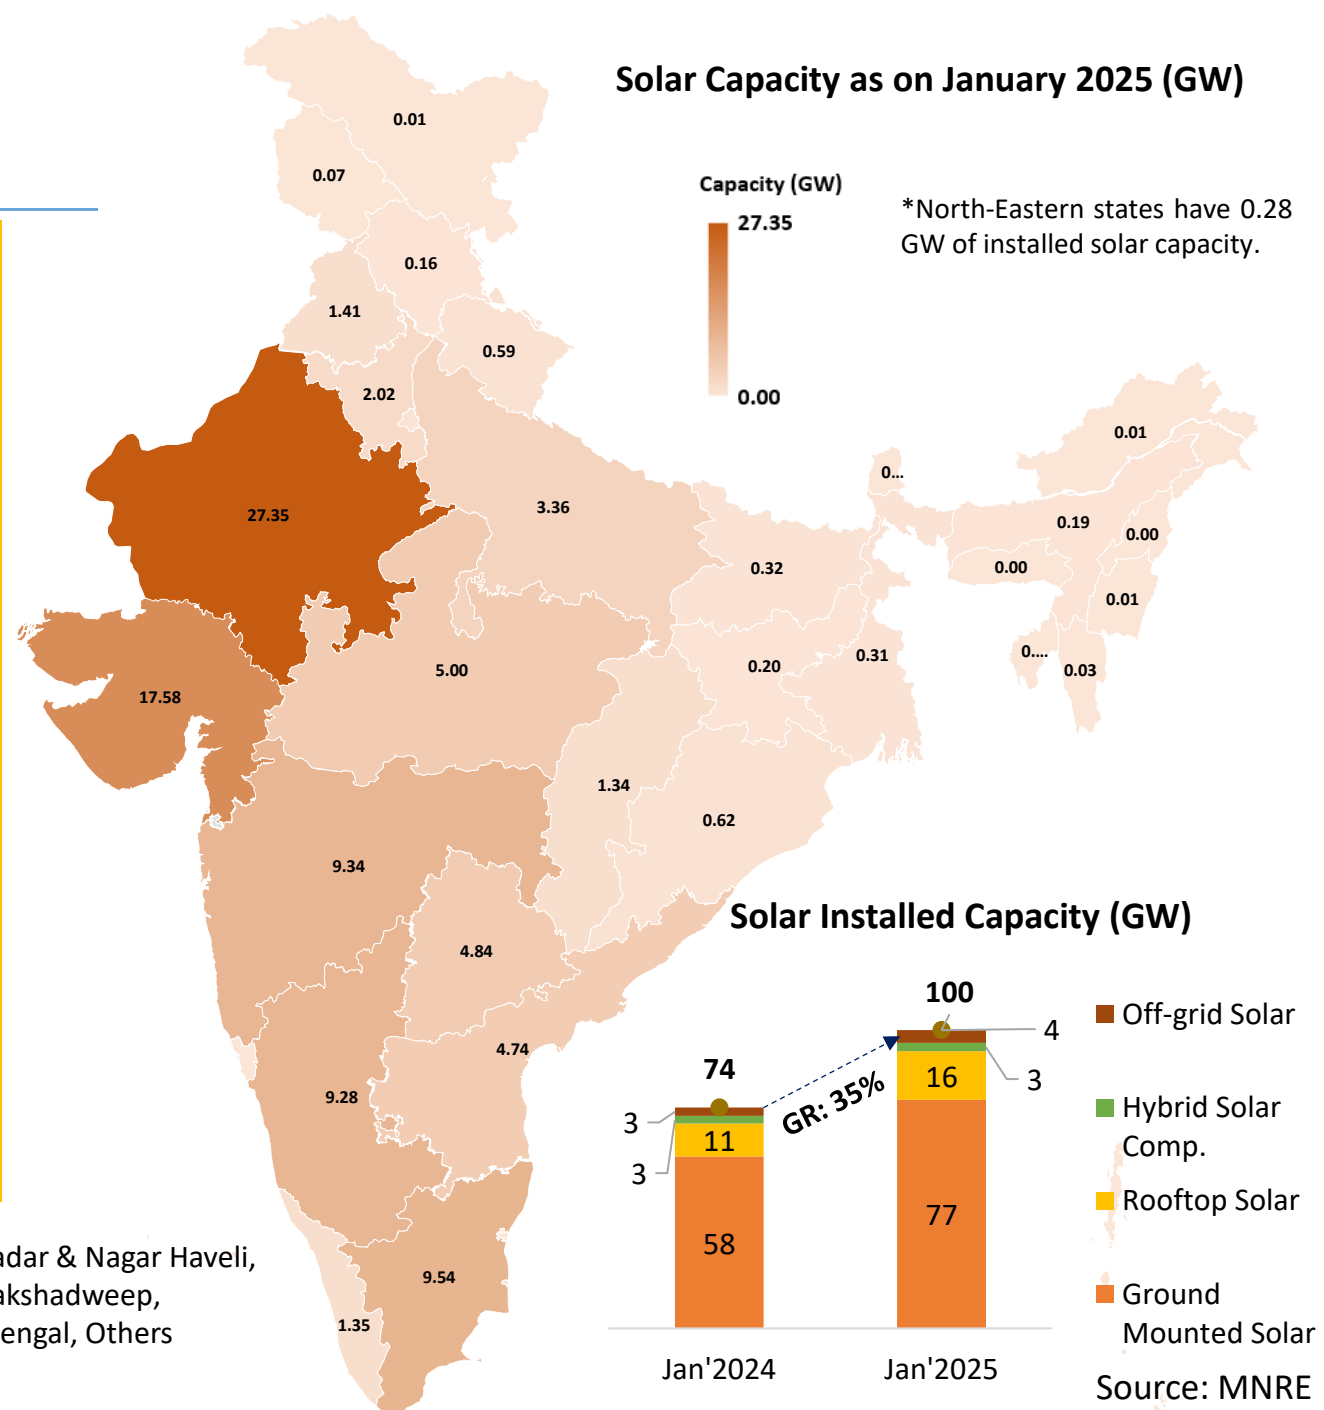 Solar Capacity as on January 2025 (GW)
Capacity (GW)
27.35
0.00
*North-Eastern states have 0.28
GW of installed solar capacity.
0.01
0.07
0.16
1.41
0.59
2.02
27.35
3.36
0...
0.01
0.19
0.00
0.00
0.01
0....
0.03
0.32
0.20
0.31
5.00
17.58
1.34
0.62
9.34
4.84
4.74
9.28
9.54
1.35
Solar Installed Capacity (GW)
74
3
3
11
58
GR: 35%
100
4
3
16
77
Jan'2024
Jan'2025
Off-grid Solar
Hybrid Solar
Comp.
Rooftop Solar
Ground
Mounted Solar
Source: MNRE
adar & Nagar Haveli,
akshadweep,
engal, Others